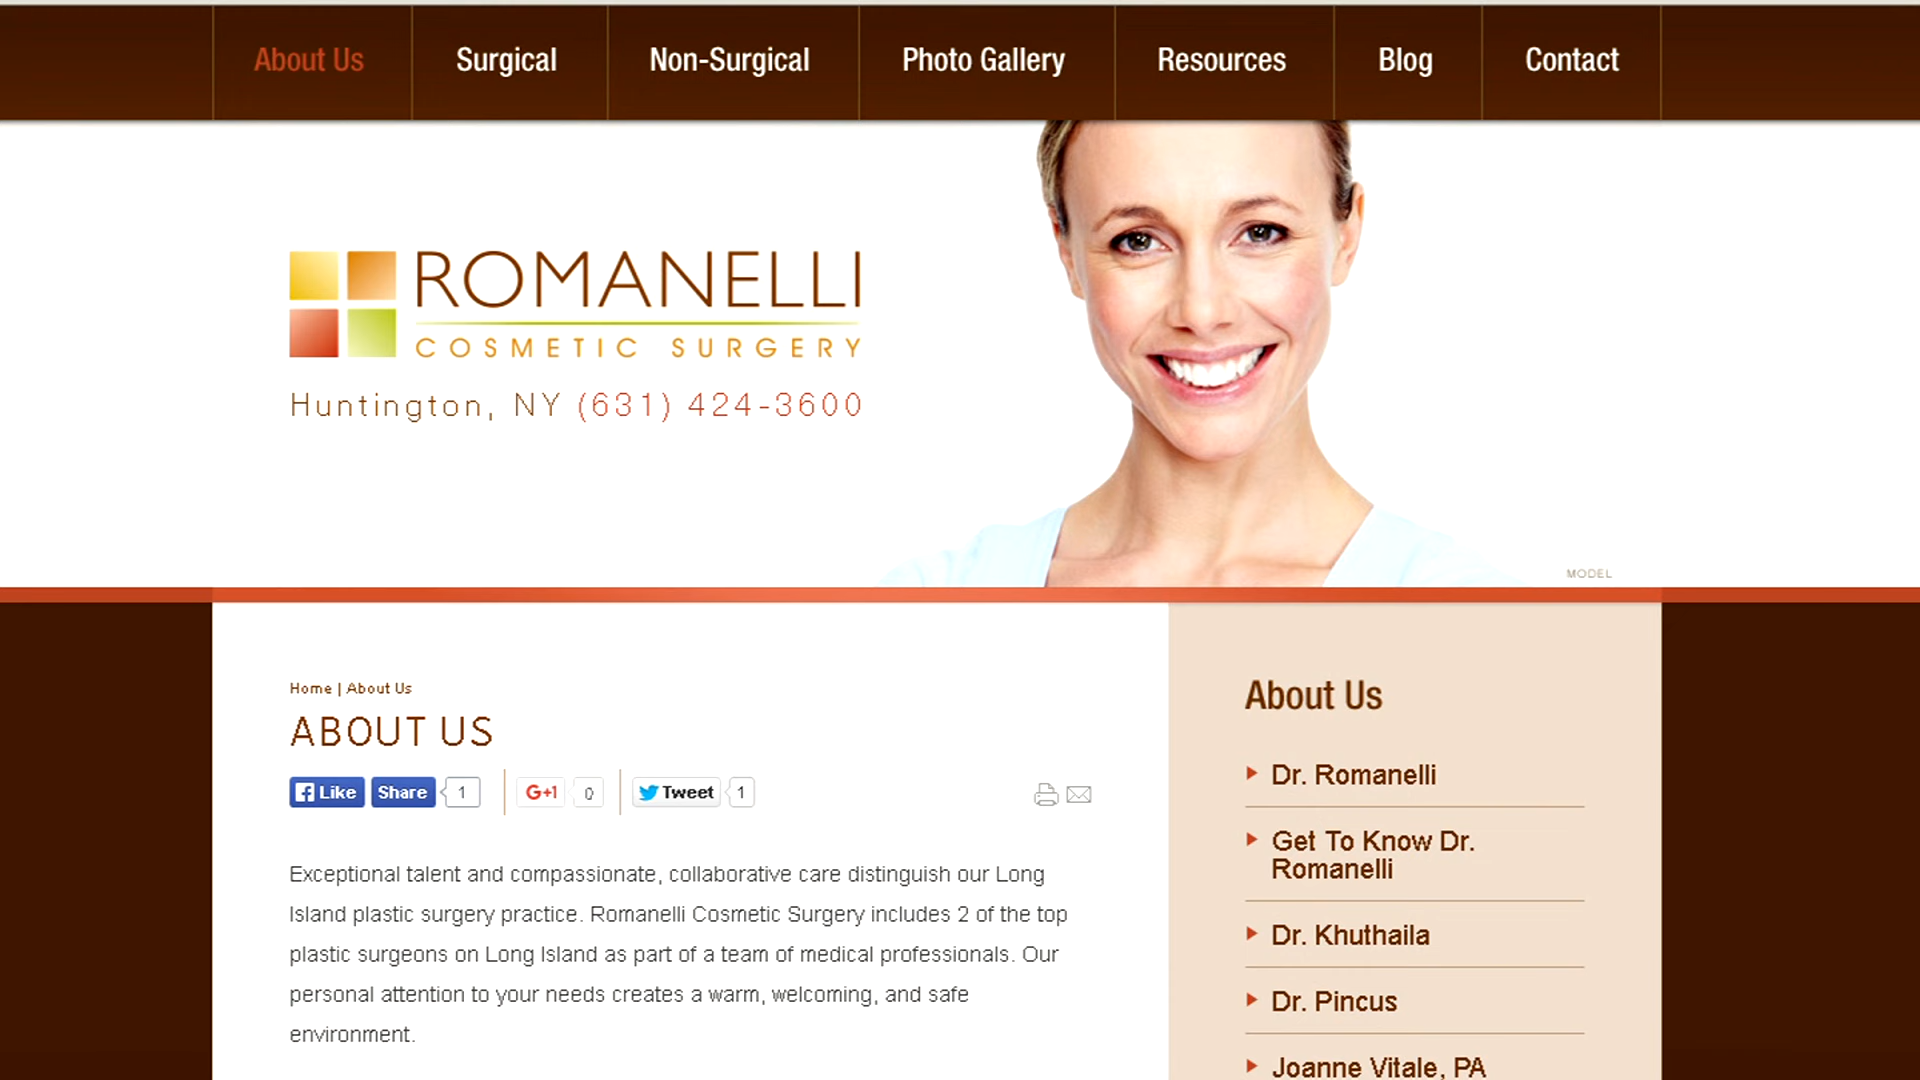 About Us Surgical Non-Surgical Photo Gallery Resources Blog Contact
ROMANELLI
COSMETIC SURGERY
Huntington, NY (631) 424-3600
MODEL
Home | About Us
ABOUT US
Like Share 1 G+1 0 Tweet 1
Exceptional talent and compassionate, collaborative care distinguish our Long
Island plastic surgery practice. Romanelli Cosmetic Surgery includes 2 of the top
plastic surgeons on Long Island as part of a team of medical professionals. Our
personal attention to your needs creates a warm, welcoming, and safe
environment.
About Us
Dr. Romanelli
Get To Know Dr.
Romanelli
Dr. Khuthaila
Dr. Pincus
Joanne Vitale, PA